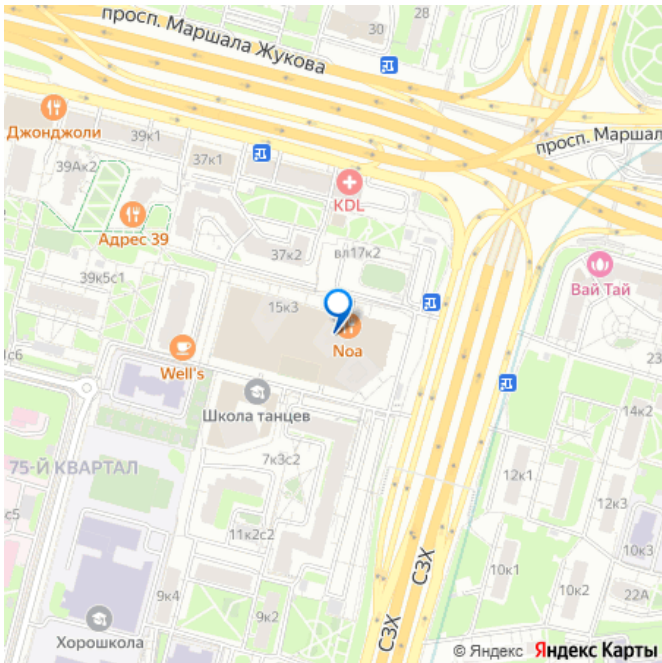 28
30
просп. Маршала Жукова
Джонджоли
39к1
просп. Маршал
39Ак2
37к1
KDL
Адрес 39
37к2
вл17к2
39к5с1
Вай Тай
15к3
Noa
1с6
Well's
23
Школа танцев
14к2
75-Й КВАРТАЛ
7к3с2
12к1
12к3
с5
СЗХ
11к2с2
10к3
10к1
10к2
22А
9к4
9к2
СЗХ
Хорошкола
© Яндекс Яндекс Карты